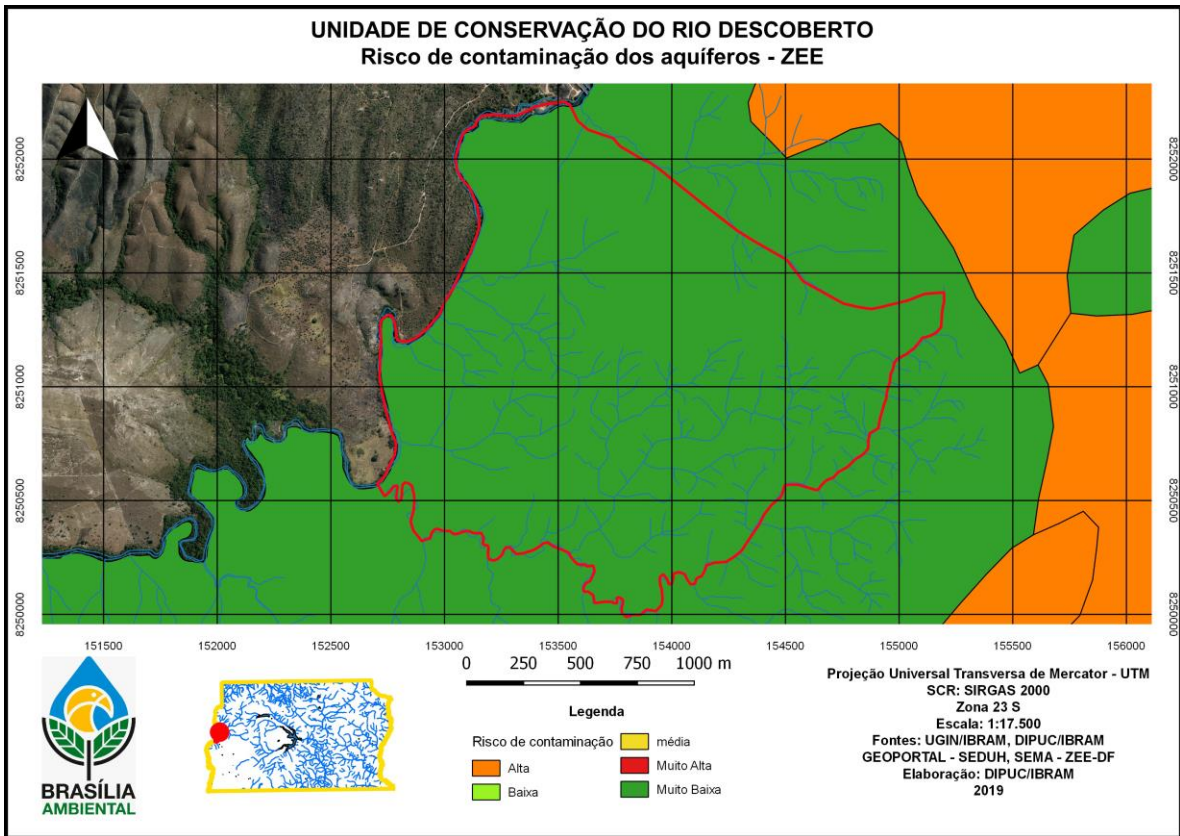 UNIDADE DE CONSERVAÇÃO DO RIO DESCOBERTO
Risco de contaminação dos aquíferos - ZEE
8252000
8251500
8251000
8250500
8250000
8252000
8251500
8251000
8250500
8250000
151500 152000 152500 153000 153500 154000 154500 155000 155500 156000
0 250 500 750 1000 m
Legenda
Risco de contaminação
Alta
Baixa
média
Muito Alta
Muito Baixa
Projeção Universal Transversa de Mercator - UTM
SCR: SIRGAS 2000
Zona 23 S
Escala: 1:17.500
Fontes: UGIN/IBRAM, DIPUC/IBRAM
GEOPORTAL - SEDUH, SEMA - ZEE-DF
Elaboração: DIPUC/IBRAM
2019
BRASÍLIA
AMBIENTAL